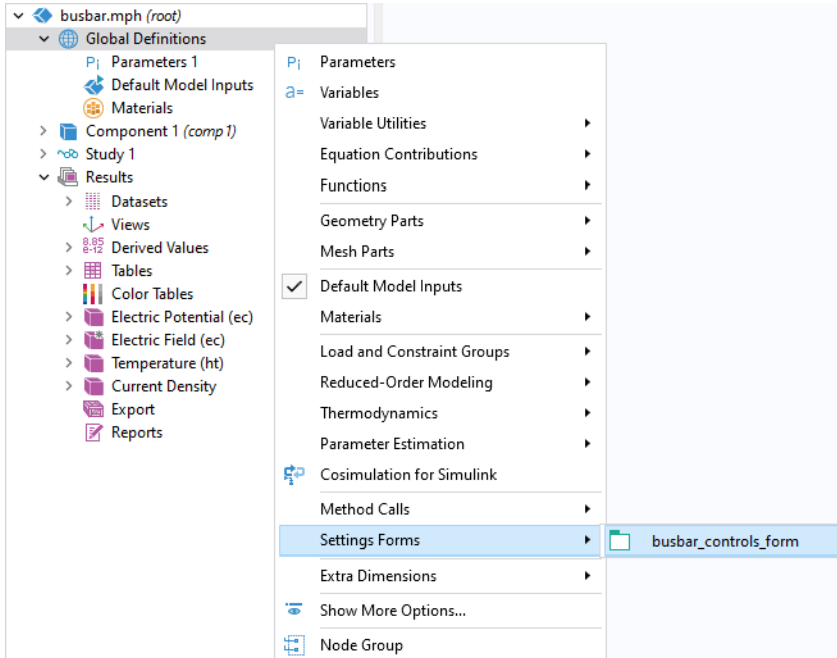 busbar.mph (root)
Global Definitions
Parameters 1
Default Model Inputs
Materials
Component 1 (comp1)
Study 1
Results
Datasets
Views
8.85
e-12
Derived Values
Tables
Color Tables
Electric Potential (ec)
Electric Field (ec)
Temperature (ht)
Current Density
Export
Reports
Pi Parameters
a= Variables
Variable Utilities
Equation Contributions
Functions
Geometry Parts
Mesh Parts
Default Model Inputs
Materials
Load and Constraint Groups
Reduced-Order Modeling
Thermodynamics
Parameter Estimation
Cosimulation for Simulink
Method Calls
Settings Forms
busbar_controls_form
Extra Dimensions
Show More Options...
Node Group